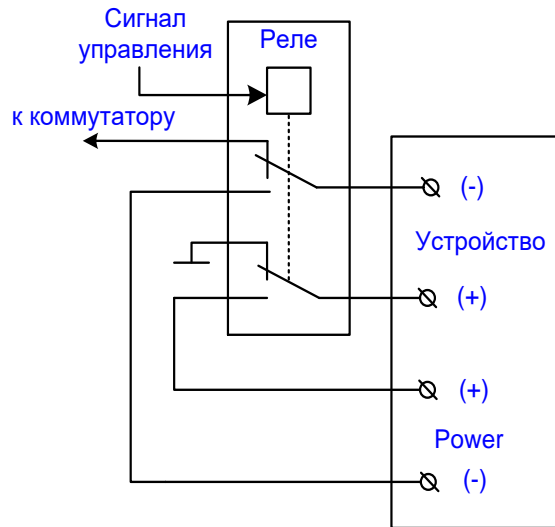 Сигнал
управления
Реле
к коммутатору
(-)
Устройство
(+)
(+)
Power
(-)